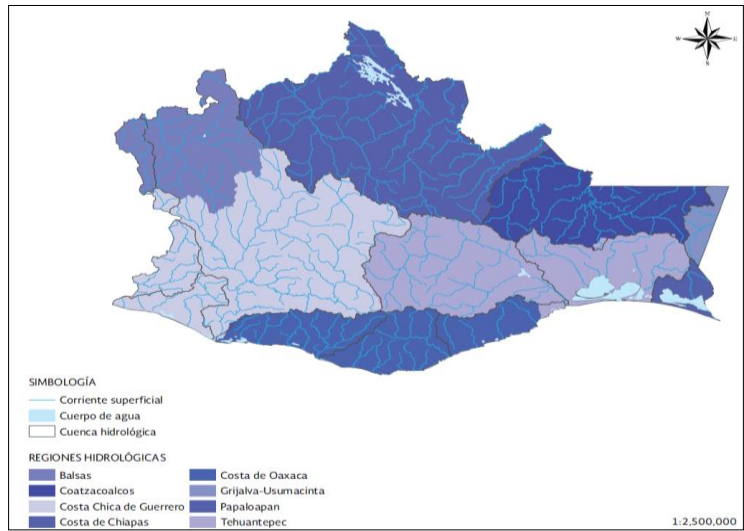 N
W
E
S
SIMBOLOGÍA
Corriente superficial
Cuerpo de agua
Cuenca hidrológica
REGIONES HIDROLÓGICAS
Balsas
Coatzacoalcos
Costa Chica de Guerrero
Costa de Chiapas
Costa de Oaxaca
Grijalva-Usumacinta
Papaloapan
Tehuantepec
1:2,500,000